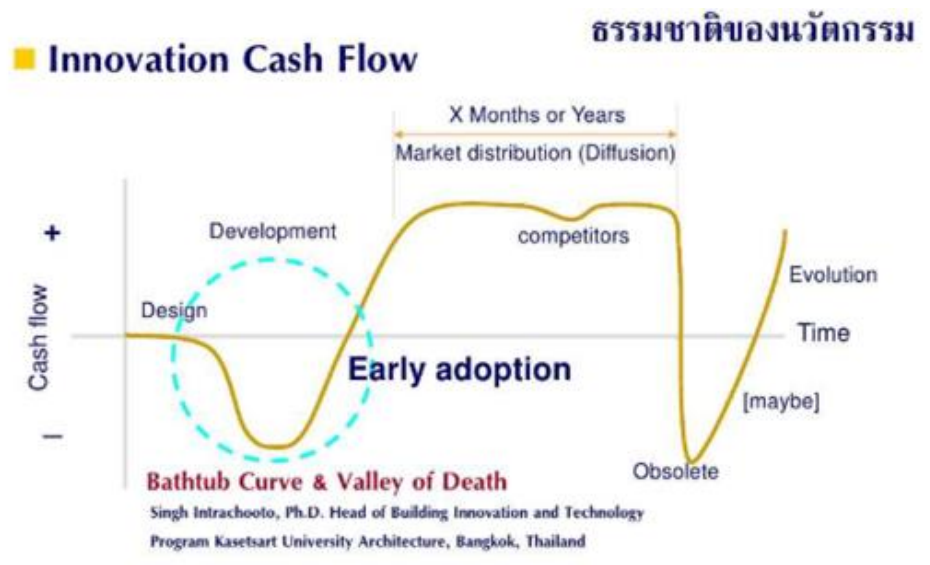 ธรรมชาติของนวัตกรรม
Innovation Cash Flow
X Months or Years
Market distribution (Diffusion)
+
Development
competitors
Evolution
Design
Cash flow
Time
Early adoption
[maybe]
–
Obsolete
Bathtub Curve & Valley of Death
Singh Intrachooto, Ph.D. Head of Building Innovation and Technology
Program Kasetsart University Architecture, Bangkok, Thailand